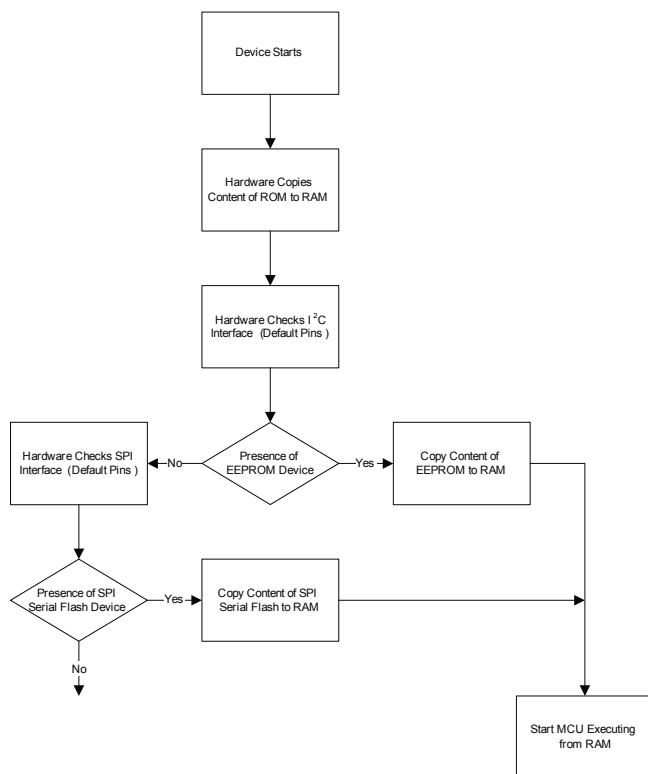 Device Starts
Hardware Copies
Content of ROM to RAM
Hardware Checks I²C
Interface (Default Pins )
Presence of
EEPROM Device
No
Yes
Hardware Checks SPI
Interface (Default Pins )
Copy Content of
EEPROM to RAM
Presence of SPI
Serial Flash Device
Yes
Copy Content of SPI
Serial Flash to RAM
No
Start MCU Executing
from RAM